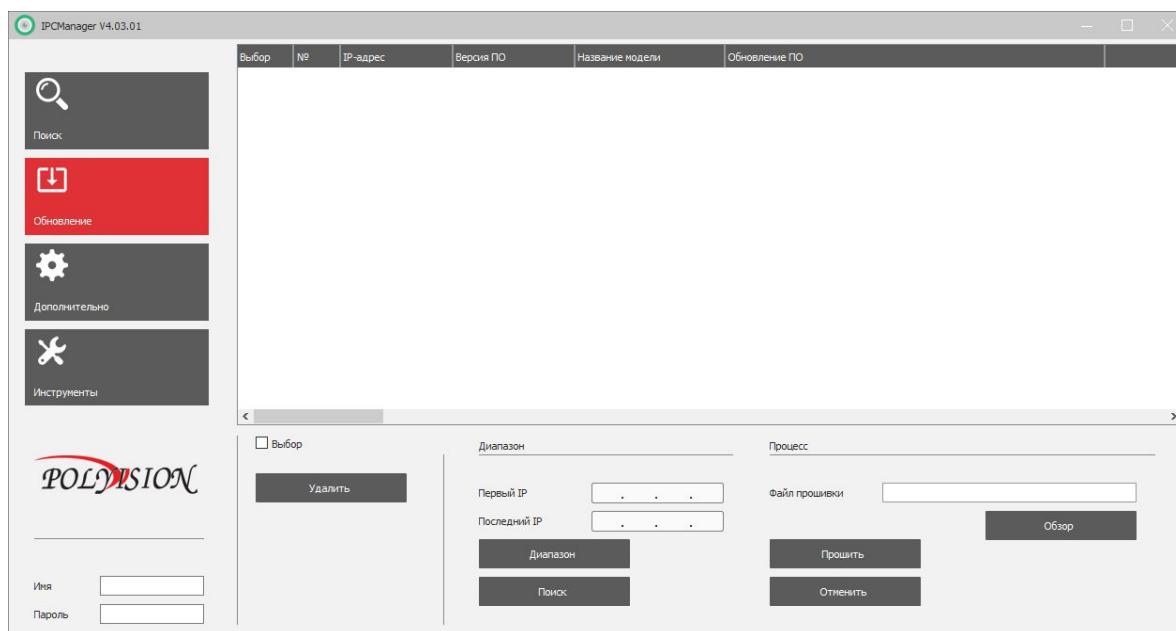 IPCManager V4.03.01
Выбор № IP-адрес Версия ПО Название модели Обновление ПО
Поиск
Обновление
Дополнительно
Инструменты
POLYVISION
Имя
Пароль
Выбор
Удалить
Диапазон
Первый IP . . .
Последний IP . . .
Диапазон
Поиск
Процесс
Файл прошивки
Обзор
Прошить
Отменить